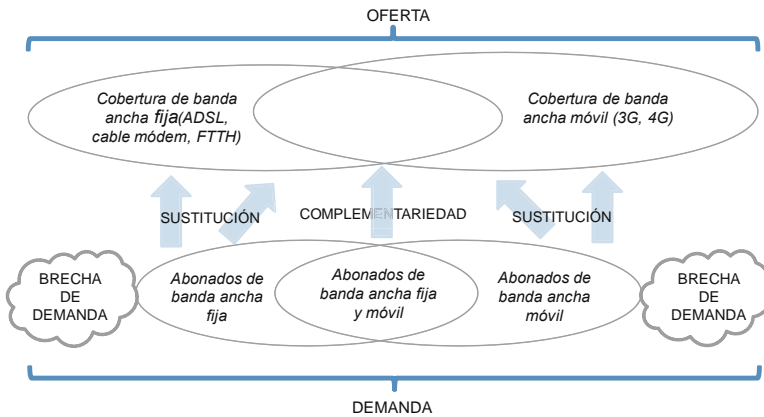 OFERTA
Cobertura de banda
ancha fija(ADSL,
cable módem, FTTH)
Cobertura de banda
ancha móvil (3G, 4G)
SUSTITUCIÓN
COMPLEMENTARIEDAD
SUSTITUCIÓN
BRECHA
DE
DEMANDA
Abonados de
banda ancha
fija
Abonados de
banda ancha fija
y móvil
Abonados de
banda ancha
móvil
BRECHA
DE
DEMANDA
DEMANDA